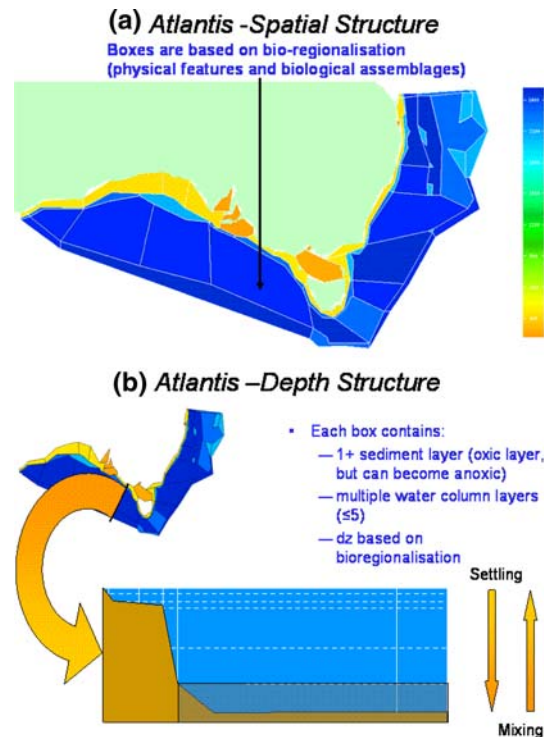 (a) Atlantis -Spatial Structure
Boxes are based on bio-regionalisation
(physical features and biological assemblages)
(b) Atlantis –Depth Structure
▪ Each box contains:
— 1+ sediment layer (oxic layer,
but can become anoxic)
— multiple water column layers
(≤5)
— dz based on
bioregionalisation
Settling
Mixing